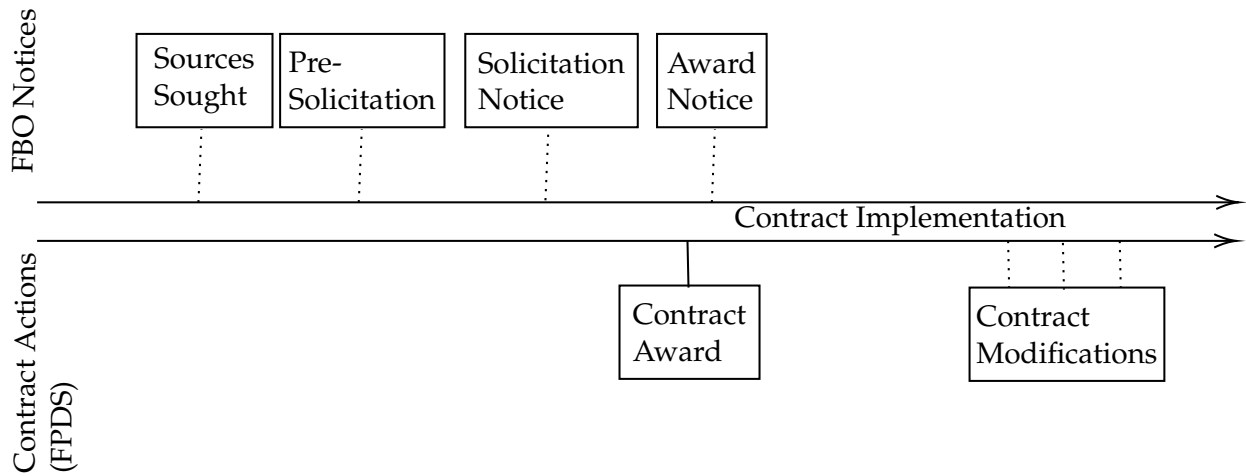 FBO Notices
Sources
Sought
Pre-
Solicitation
Solicitation
Notice
Award
Notice
Contract Implementation
Contract Actions
(FPDS)
Contract
Award
Contract
Modifications